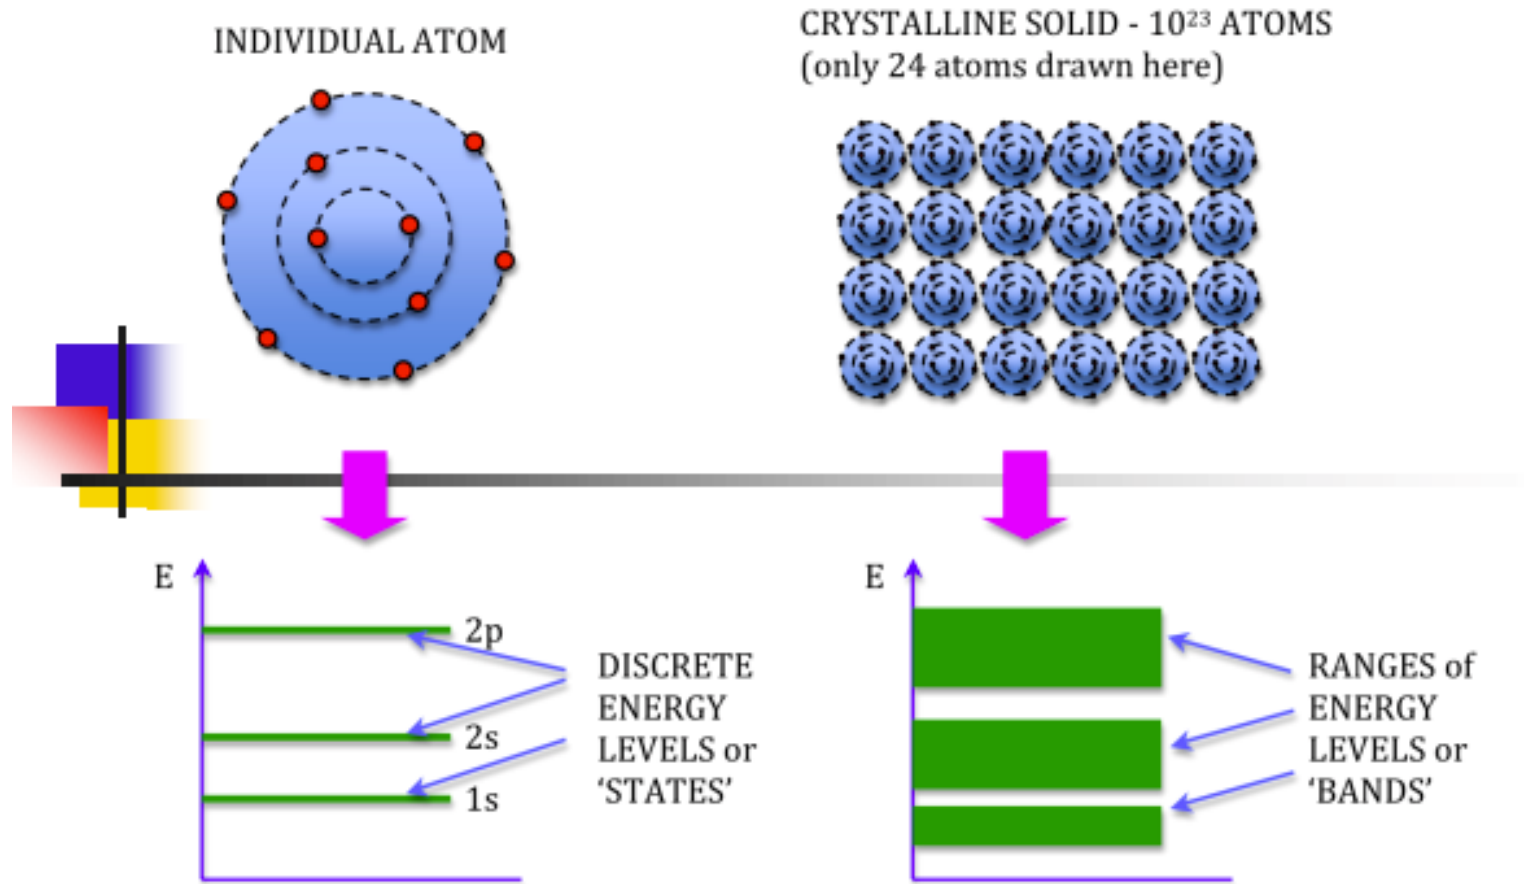 INDIVIDUAL ATOM
CRYSTALLINE SOLID - 10²³ ATOMS
(only 24 atoms drawn here)
E
2p
2s
1s
DISCRETE
ENERGY
LEVELS or
‘STATES’
E
RANGES of
ENERGY
LEVELS or
‘BANDS’